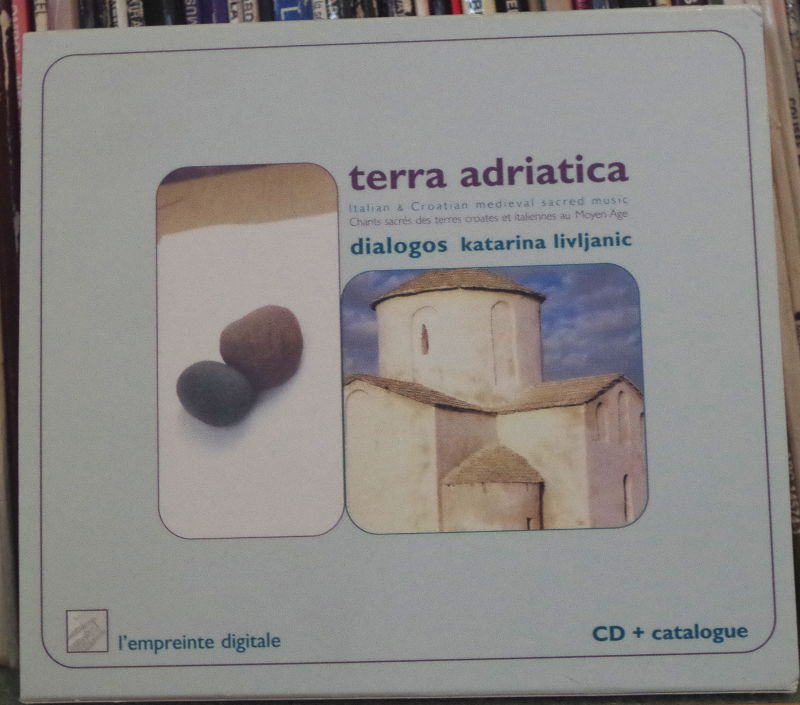 terra adriatica
Italian & Croatian medieval sacred music
Chants sacrés des terres croates et italiennes au Moyen Age
dialogos katarina livljanic
l'empreinte digitale
CD + catalogue